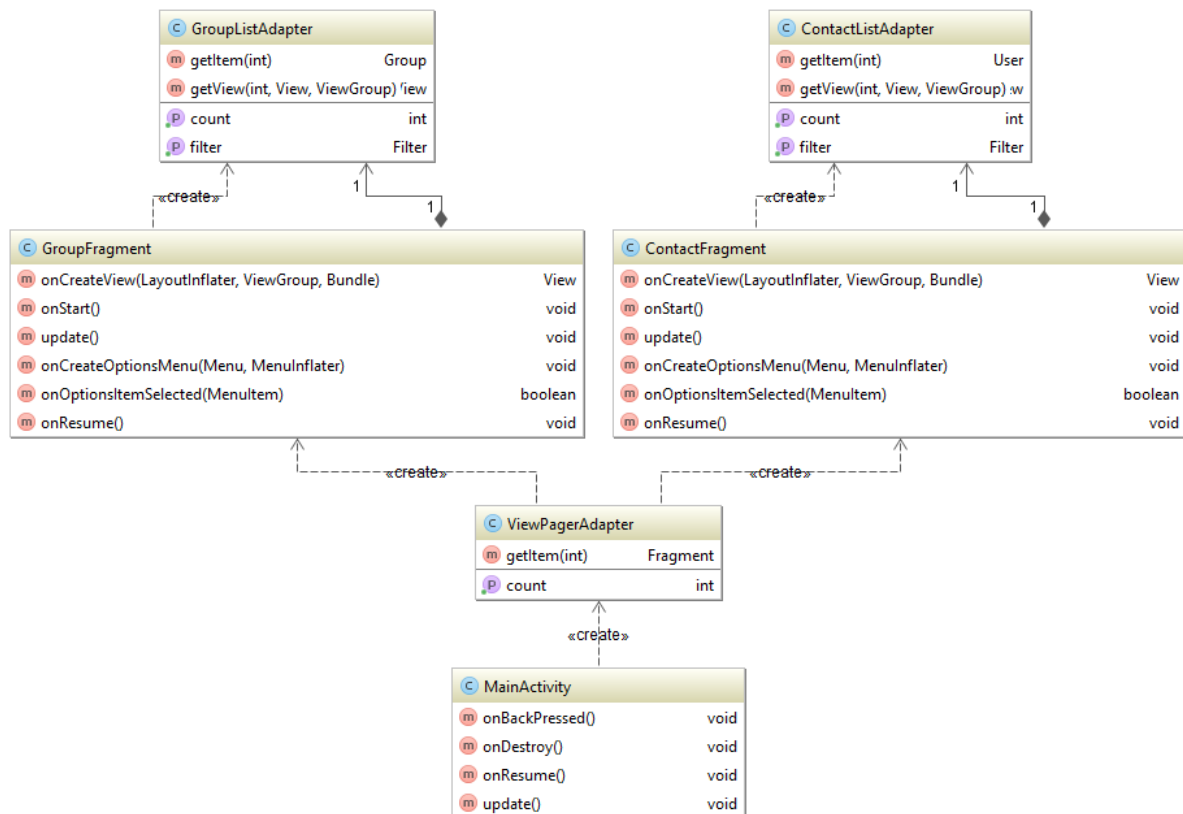 C GroupListAdapter
m getItem(int) Group
m getView(int, View, ViewGroup) 'iew
P count int
P filter Filter
C ContactListAdapter
m getItem(int) User
m getView(int, View, ViewGroup) :w
P count int
P filter Filter
«create»
1
1
«create»
1
1
C GroupFragment
m onCreateView(LayoutInflater, ViewGroup, Bundle) View
m onStart() void
m update() void
m onCreateOptionsMenu(Menu, MenuInflater) void
m onOptionsItemSelected(MenuItem) boolean
m onResume() void
C ContactFragment
m onCreateView(LayoutInflater, ViewGroup, Bundle) View
m onStart() void
m update() void
m onCreateOptionsMenu(Menu, MenuInflater) void
m onOptionsItemSelected(MenuItem) boolean
m onResume() void
«create»
«create»
C ViewPagerAdapter
m getItem(int) Fragment
P count int
«create»
C MainActivity
m onBackPressed() void
m onDestroy() void
m onResume() void
m update() void